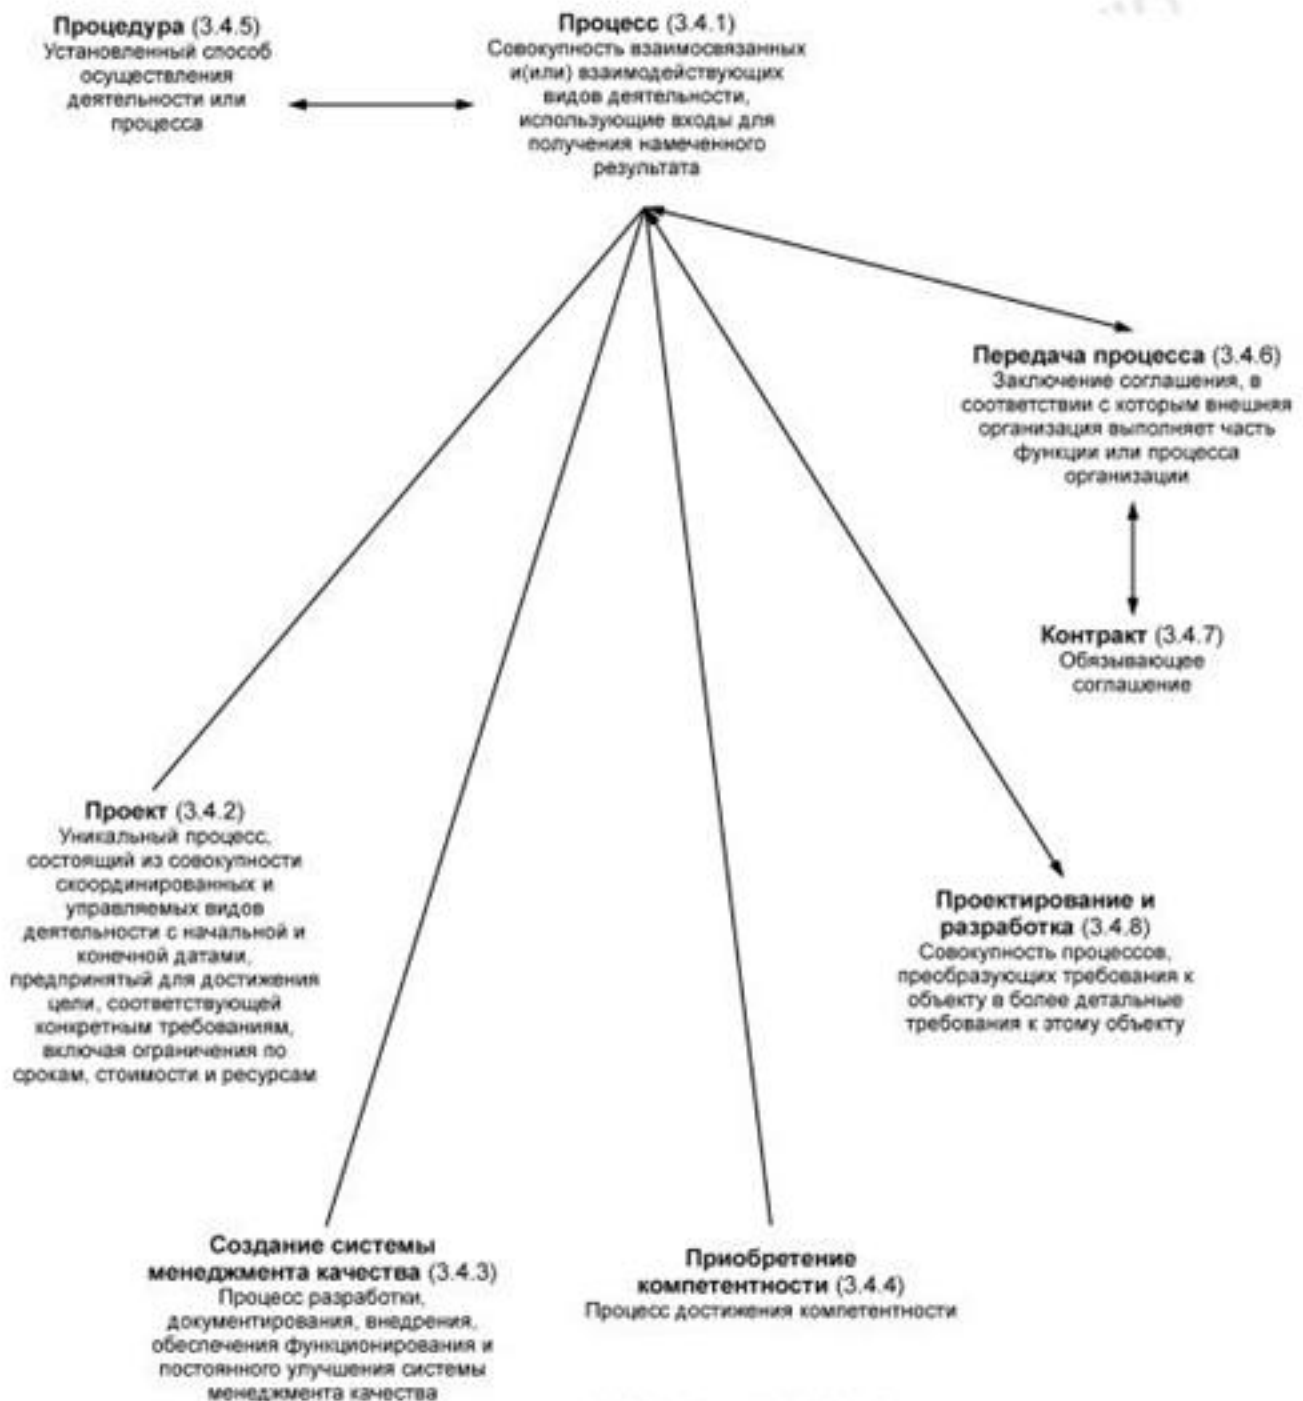 Процедура (3.4.5)
Установленный способ
осуществления
деятельности или
процесса
Процесс (3.4.1)
Совокупность взаимосвязанных
и(или) взаимодействующих
видов деятельности,
использующие входы для
получения намеченного
результата
Передача процесса (3.4.6)
Заключение соглашения, в
соответствии с которым внешняя
организация выполняет часть
функции или процесса
организации
Контракт (3.4.7)
Обязывающее
соглашение
Проект (3.4.2)
Уникальный процесс,
состоящий из совокупности
скоординированных и
управляемых видов
деятельности с начальной и
конечной датами,
предпринятый для достижения
цели, соответствующей
конкретным требованиям,
включая ограничения по
срокам, стоимости и ресурсам
Проектирование и
разработка (3.4.8)
Совокупность процессов,
преобразующих требования к
объекту в более детальные
требования к этому объекту
Создание системы
менеджмента качества (3.4.3)
Процесс разработки,
документирования, внедрения,
обеспечения функционирования и
постоянного улучшения системы
менеджмента качества
Приобретение
компетентности (3.4.4)
Процесс достижения компетентности